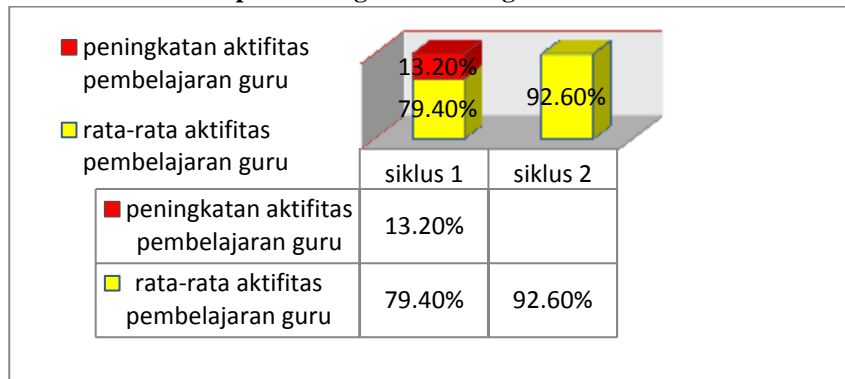 peningkatan aktifitas
pembelajaran guru
rata-rata aktifitas
pembelajaran guru
13.20%
79.40%
92.60%
siklus 1 siklus 2
peningkatan aktifitas
pembelajaran guru
13.20%
rata-rata aktifitas
pembelajaran guru
79.40% 92.60%